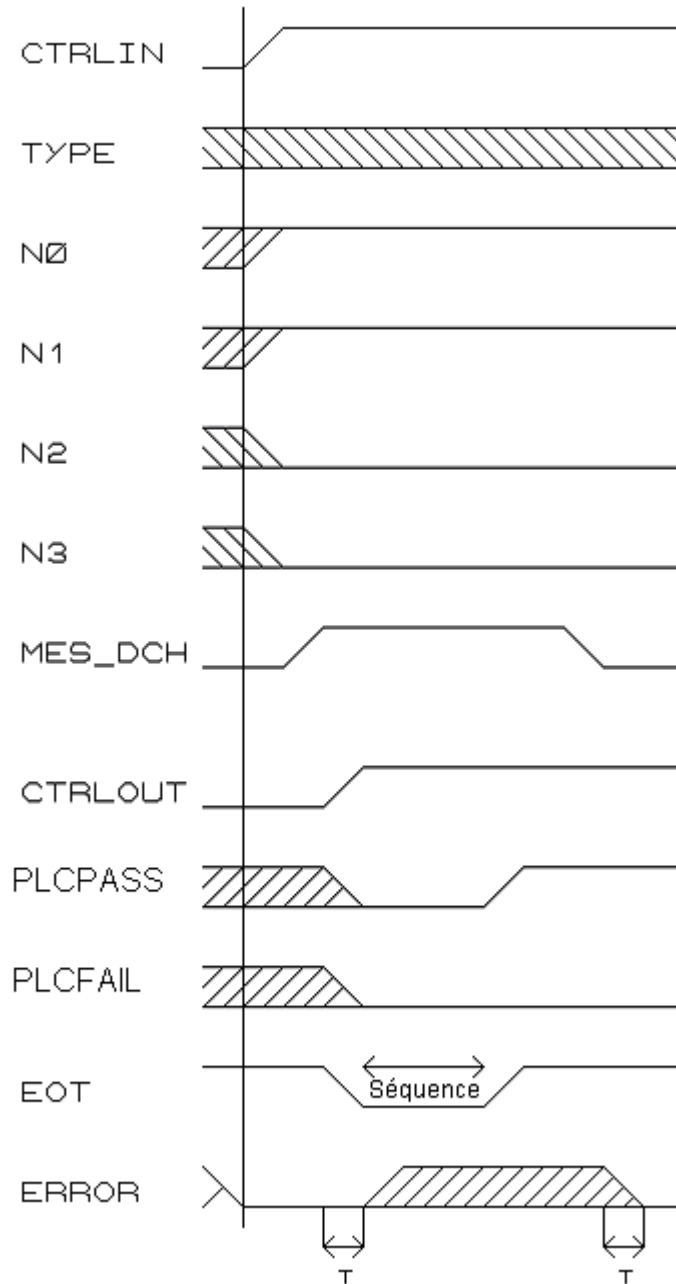 CTRLIN
TYPE
NØ
N1
N2
N3
MES_DCH
CTRLOUT
PLCPASS
PLCFAIL
EOT
Séquence
ERROR
T
T